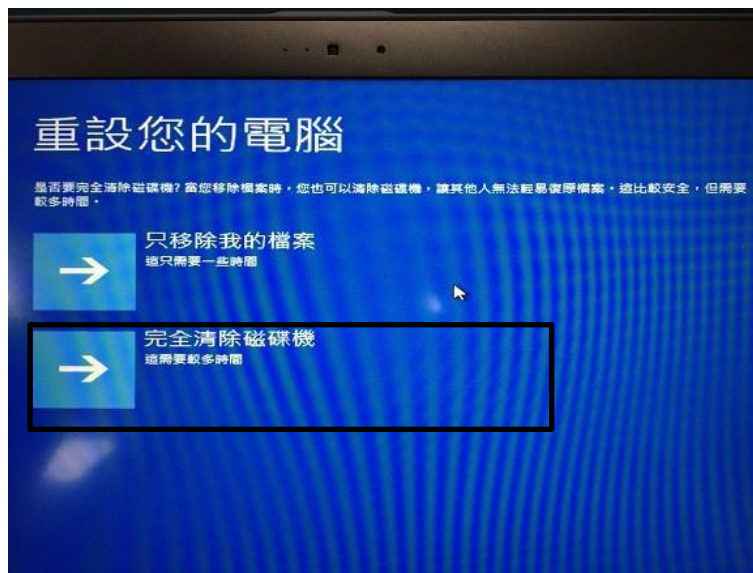 重設您的電腦
是否要完全清除磁碟機? 當您移除檔案時，您也可以清除磁碟機，讓其他人無法輕易復原檔案。這比較安全，但需要
較多時間。
只移除我的檔案
這只需要一些時間
完全清除磁碟機
這需要較多時間